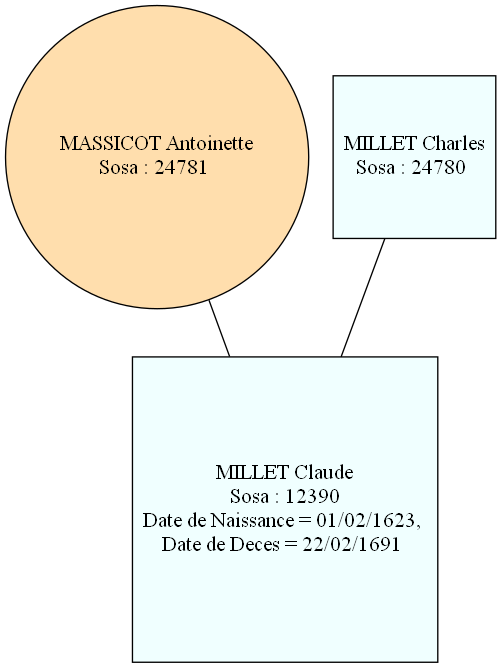 MASSICOT Antoinette
Sosa : 24781
MILLET Charles
Sosa : 24780
MILLET Claude
Sosa : 12390
Date de Naissance = 01/02/1623,
Date de Deces = 22/02/1691